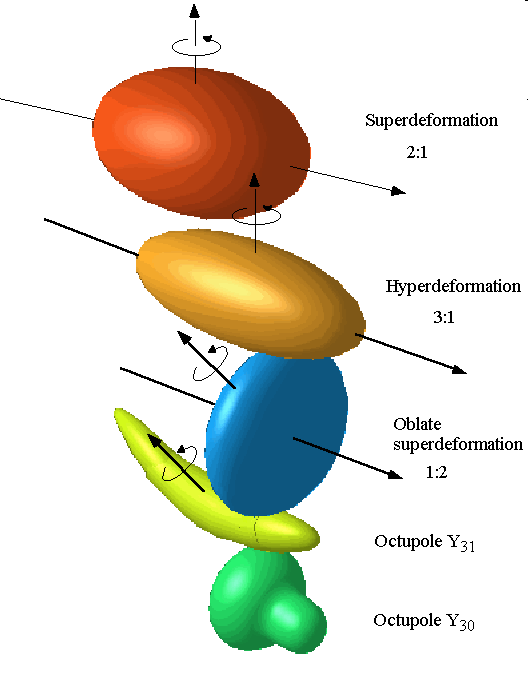 Superdeformation
2:1
Hyperdeformation
3:1
Oblate
superdeformation
1:2
Octupole Y31
Octupole Y30